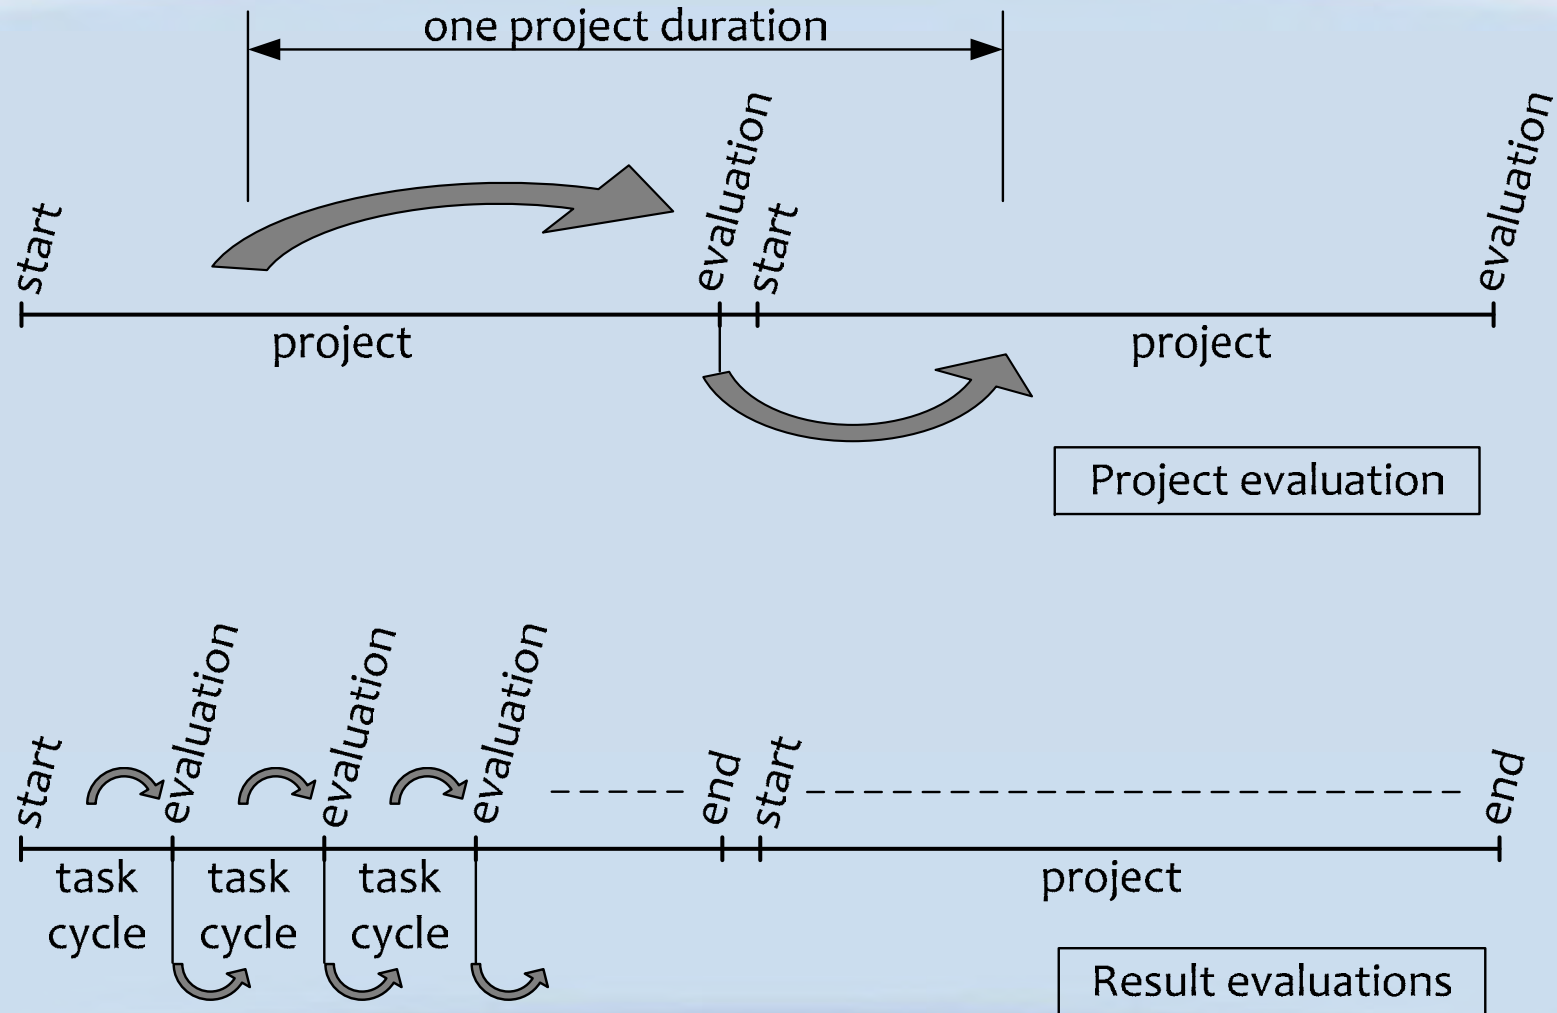 one project duration
start
evaluation
start
evaluation
project
project
Project evaluation
start
evaluation
evaluation
evaluation
end
start
end
task
cycle
task
cycle
task
cycle
project
Result evaluations